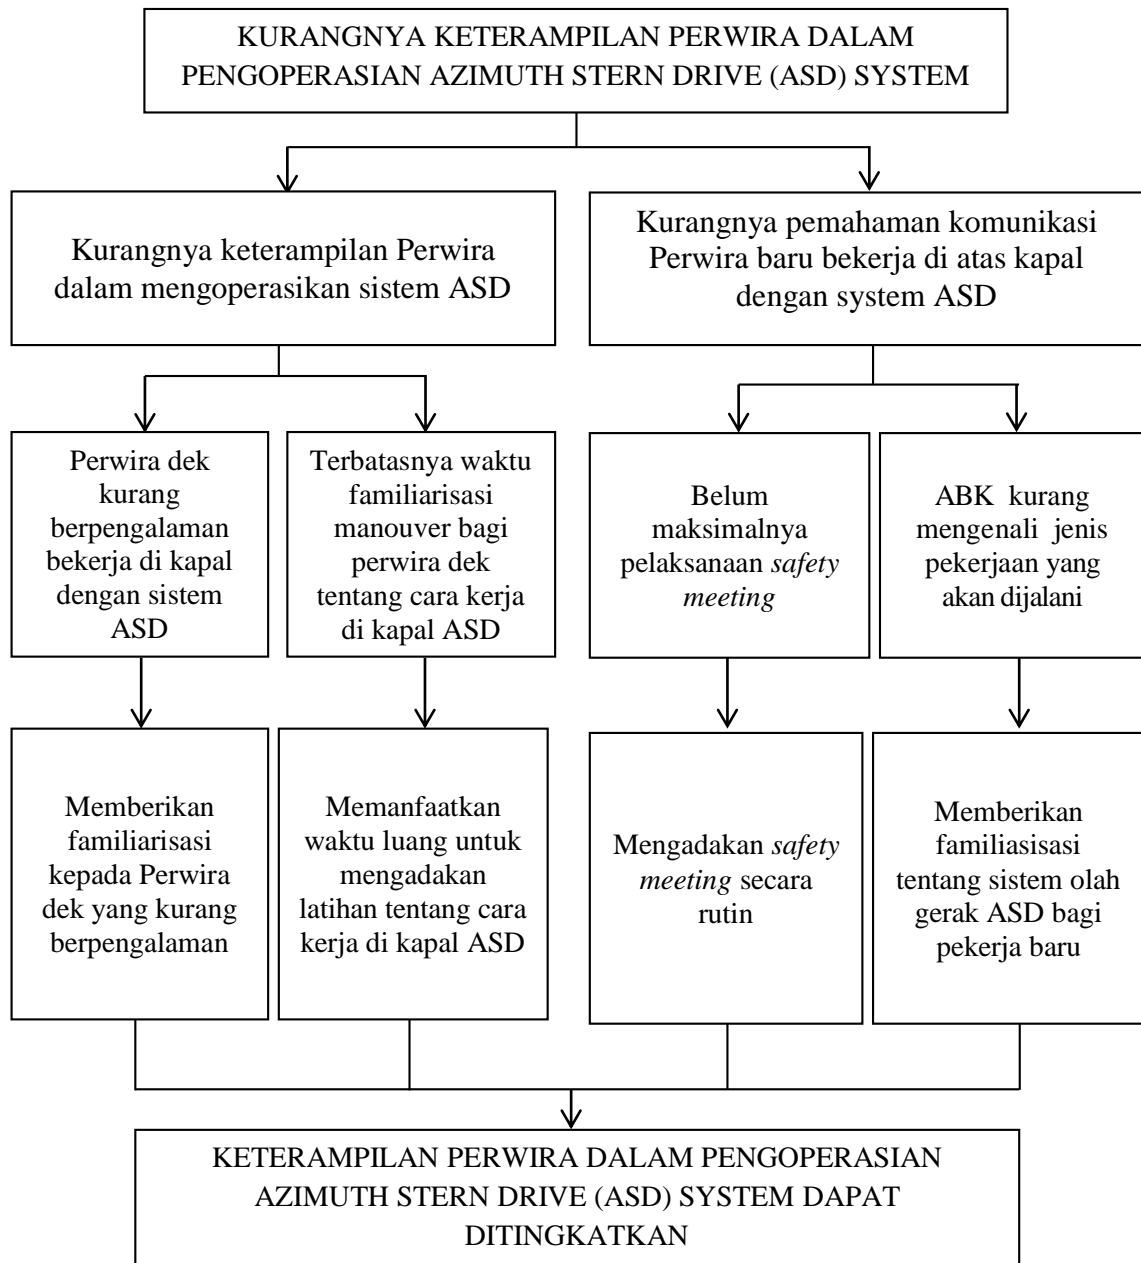 KURANGNYA KETERAMPILAN PERWIRA DALAM
PENGOPERASIAN AZIMUTH STERN DRIVE (ASD) SYSTEM
Kurangnya keterampilan Perwira
dalam mengoperasikan sistem ASD
Kurangnya pemahaman komunikasi
Perwira baru bekerja di atas kapal
dengan system ASD
Perwira dek
kurang
berpengalaman
bekerja di kapal
dengan sistem
ASD
Terbatasnya waktu
familiarisasi
manouver bagi
perwira dek
tentang cara kerja
di kapal ASD
Belum
maksimalnya
pelaksanaan safety
meeting
ABK kurang
mengenali jenis
pekerjaan yang
akan dijalani
Memberikan
familiarisasi
kepada Perwira
dek yang kurang
berpengalaman
Memanfaatkan
waktu luang untuk
mengadakan
latihan tentang cara
kerja di kapal ASD
Mengadakan safety
meeting secara
rutin
Memberikan
familiasisasi
tentang sistem olah
gerak ASD bagi
pekerja baru
KETERAMPILAN PERWIRA DALAM PENGOPERASIAN
AZIMUTH STERN DRIVE (ASD) SYSTEM DAPAT
DITINGKATKAN